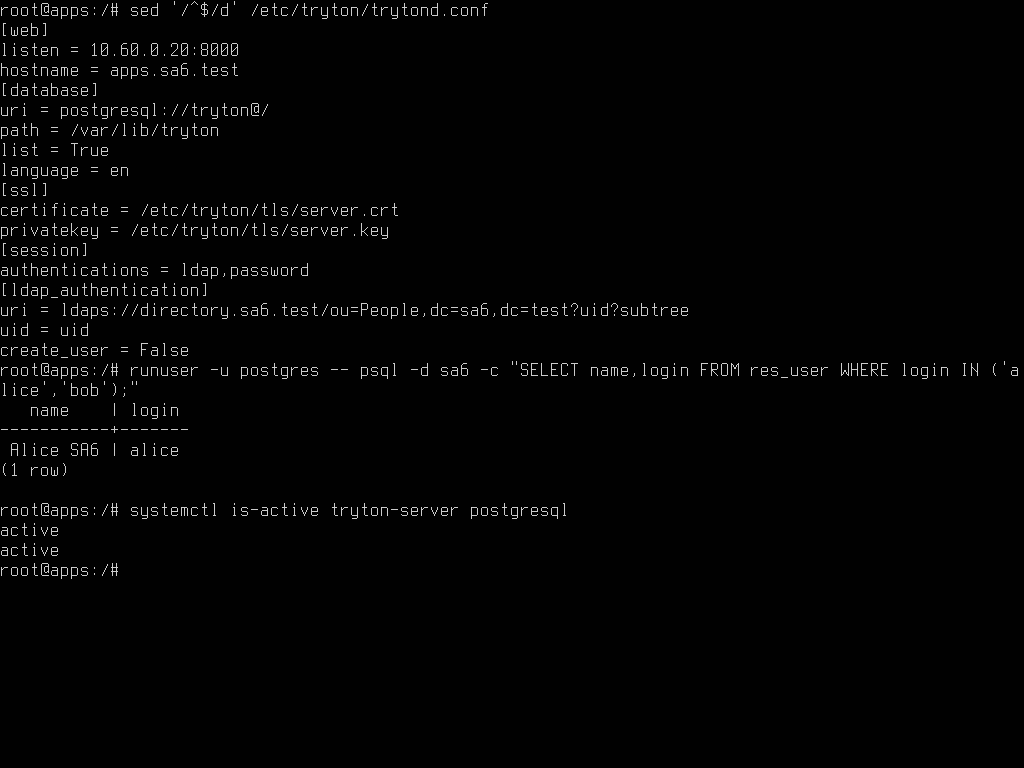 root@apps:/# sed '/^$/d' /etc/tryton/trytond.conf
[web]
listen = 10.60.0.20:8000
hostname = apps.sa6.test
[database]
uri = postgresql://tryton@/
path = /var/lib/tryton
list = True
language = en
[ssl]
certificate = /etc/tryton/tls/server.crt
privatekey = /etc/tryton/tls/server.key
[session]
authentications = ldap,password
[ldap_authentication]
uri = ldaps://directory.sa6.test/ou=People,dc=sa6,dc=test?uid?subtree
uid = uid
create_user = False
root@apps:/# runuser -u postgres -- psql -d sa6 -c "SELECT name,login FROM res_user WHERE login IN ('a
lice','bob');"
   name    | login
-----------+-------
 Alice SA6 | alice
(1 row)

root@apps:/# systemctl is-active tryton-server postgresql
active
active
root@apps:/#